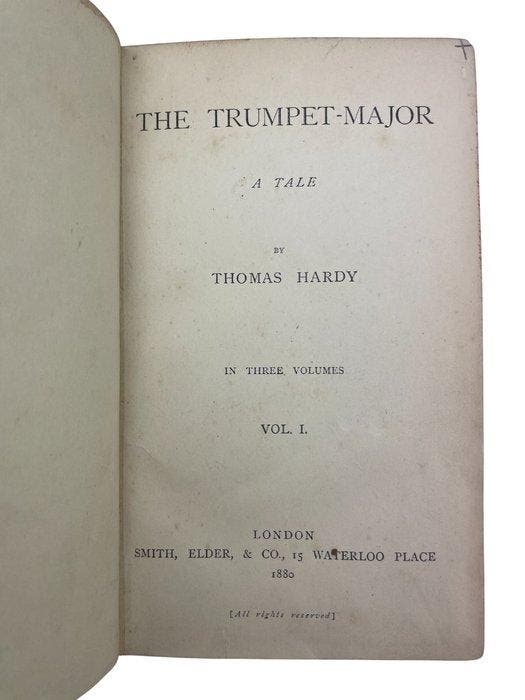 THE TRUMPET-MAJOR
A TALE
BY
THOMAS HARDY
IN THREE VOLUMES
VOL. I.
LONDON
SMITH, ELDER, & CO., 15 WATERLOO PLACE
1880
[All rights reserved]